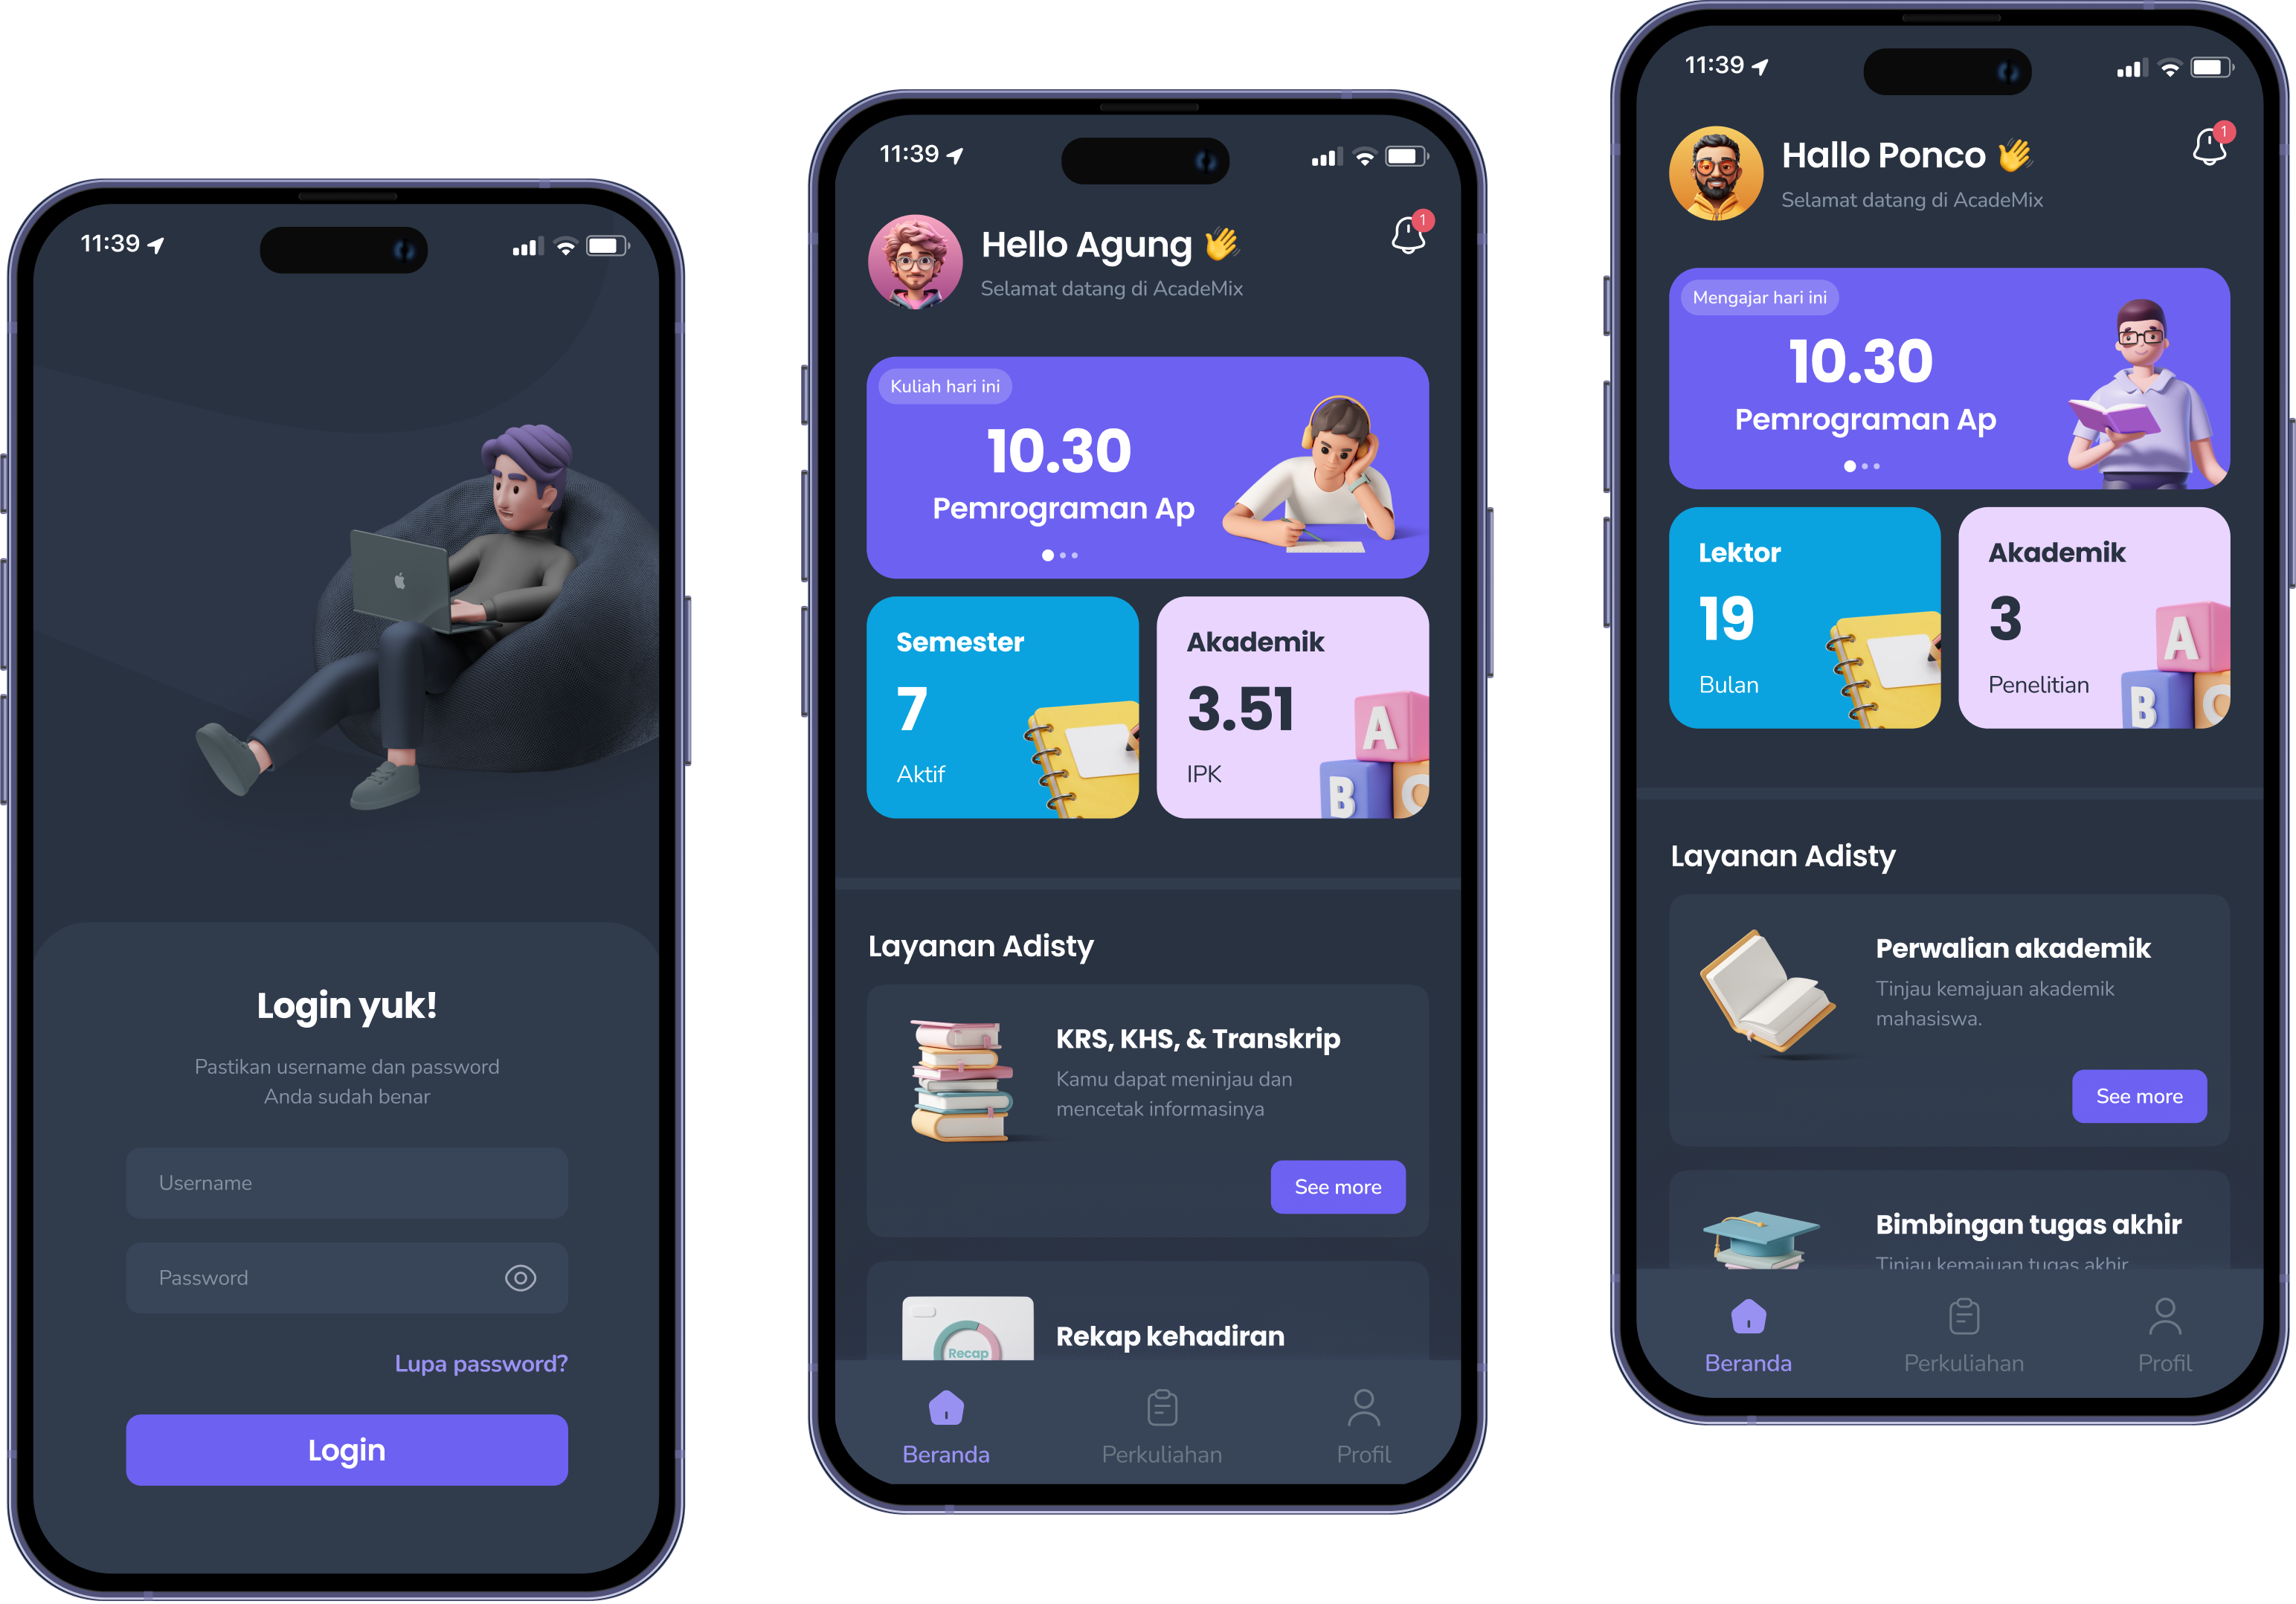 11:39
Login yuk!
Pastikan username dan password
Anda sudah benar
Username
Password
Lupa password?
Login
11:39
Hello Agung 👋
1
Selamat datang di AcadeMix
Kuliah hari ini
10.30
Pemrograman Ap
Semester
7
Aktif
Akademik
3.51
IPK
A
B
C
Layanan Adisty
KRS, KHS, & Transkrip
Kamu dapat meninjau dan
mencetak informasinya
See more
Recap
Rekap kehadiran
Beranda
Perkuliahan
Profil
11:39
Hallo Ponco 👋
1
Selamat datang di AcadeMix
Mengajar hari ini
10.30
Pemrograman Ap
Lektor
19
Bulan
Akademik
3
Penelitian
A
B
C
Layanan Adisty
Perwalian akademik
Tinjau kemajuan akademik
mahasiswa.
See more
Bimbingan tugas akhir
Tinjau kemajuan tugas akhir
Beranda
Perkuliahan
Profil